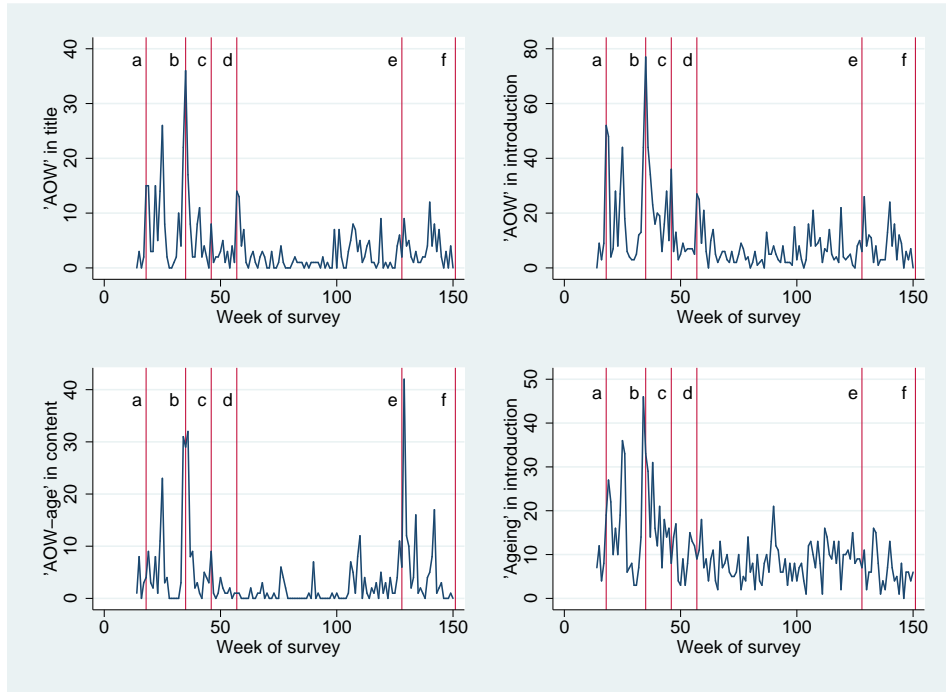 'AOW' in title
40
30
20
10
0
a b c d e f
0 50 100 150
Week of survey
'AOW' in introduction
80
60
40
20
0
a b c d e f
0 50 100 150
Week of survey
'AOW−age' in content
40
30
20
10
0
a b c d e f
0 50 100 150
Week of survey
'Ageing' in introduction
50
40
30
20
10
0
a b c d e f
0 50 100 150
Week of survey